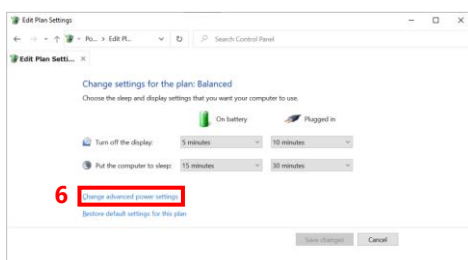 Edit Plan Settings
Po... > Edit Pl...
Search Control Panel
Edit Plan Setti...
Change settings for the plan: Balanced
Choose the sleep and display settings that you want your computer to use.
On battery Plugged in
Turn off the display: 5 minutes 10 minutes
Put the computer to sleep: 15 minutes 30 minutes
6 Change advanced power settings
Restore default settings for this plan
Save changes Cancel